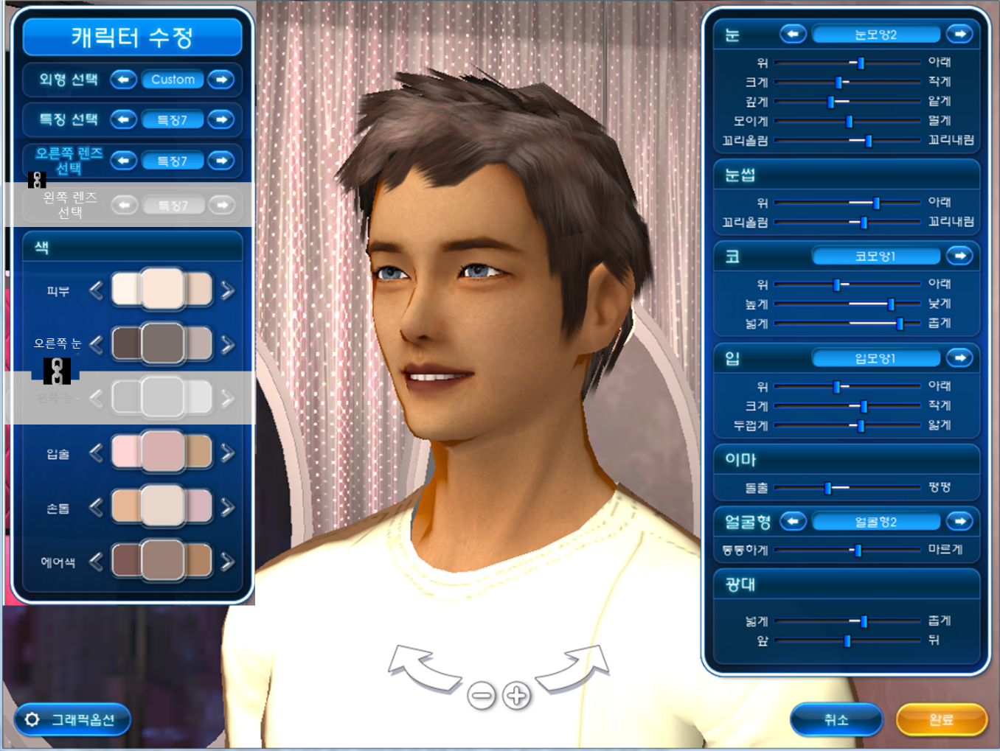 캐릭터 수정
외형 선택 Custom
특징 선택 특징7
오른쪽 렌즈
선택 특징7
왼쪽 렌즈
선택 특징7
색
피부
오른쪽 눈
왼쪽 눈
입술
손톱
헤어색
그래픽옵션
눈 눈모양2
위 아래
크게 작게
깊게 얕게
모이게 멀게
꼬리올림 꼬리내림
눈썹
위 아래
꼬리올림 꼬리내림
코 코모양1
위 아래
높게 낮게
넓게 좁게
입 입모양1
위 아래
크게 작게
두껍게 얇게
이마
돌출 평평
얼굴형 얼굴형2
통통하게 마르게
광대
넓게 좁게
앞 뒤
취소 완료